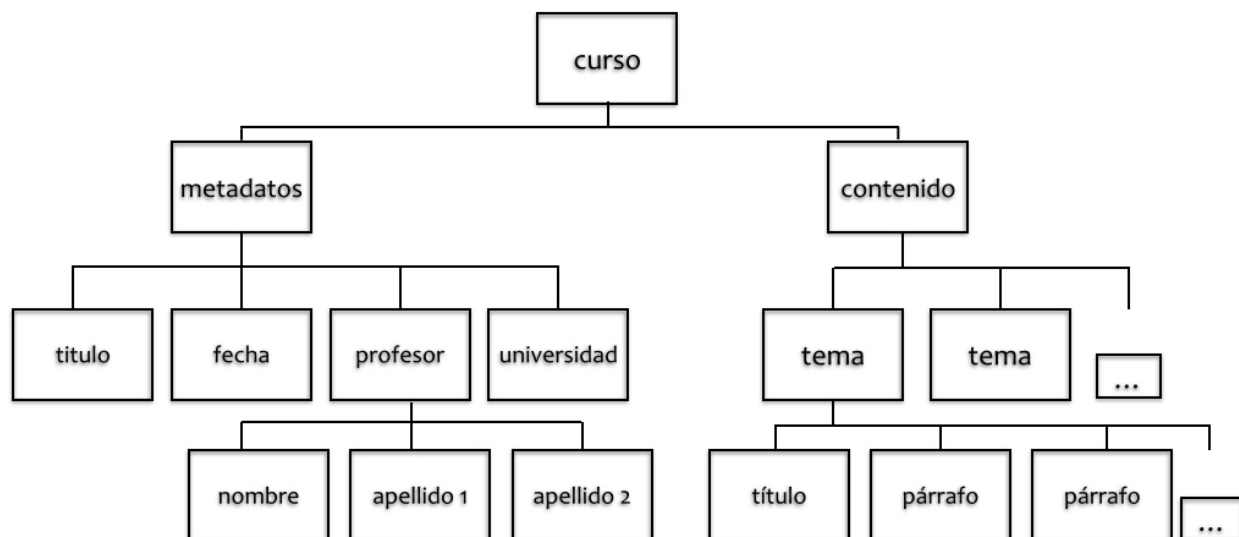 curso
metadatos
contenido
titulo
fecha
profesor
universidad
tema
tema
...
nombre
apellido 1
apellido 2
título
párrafo
párrafo
...